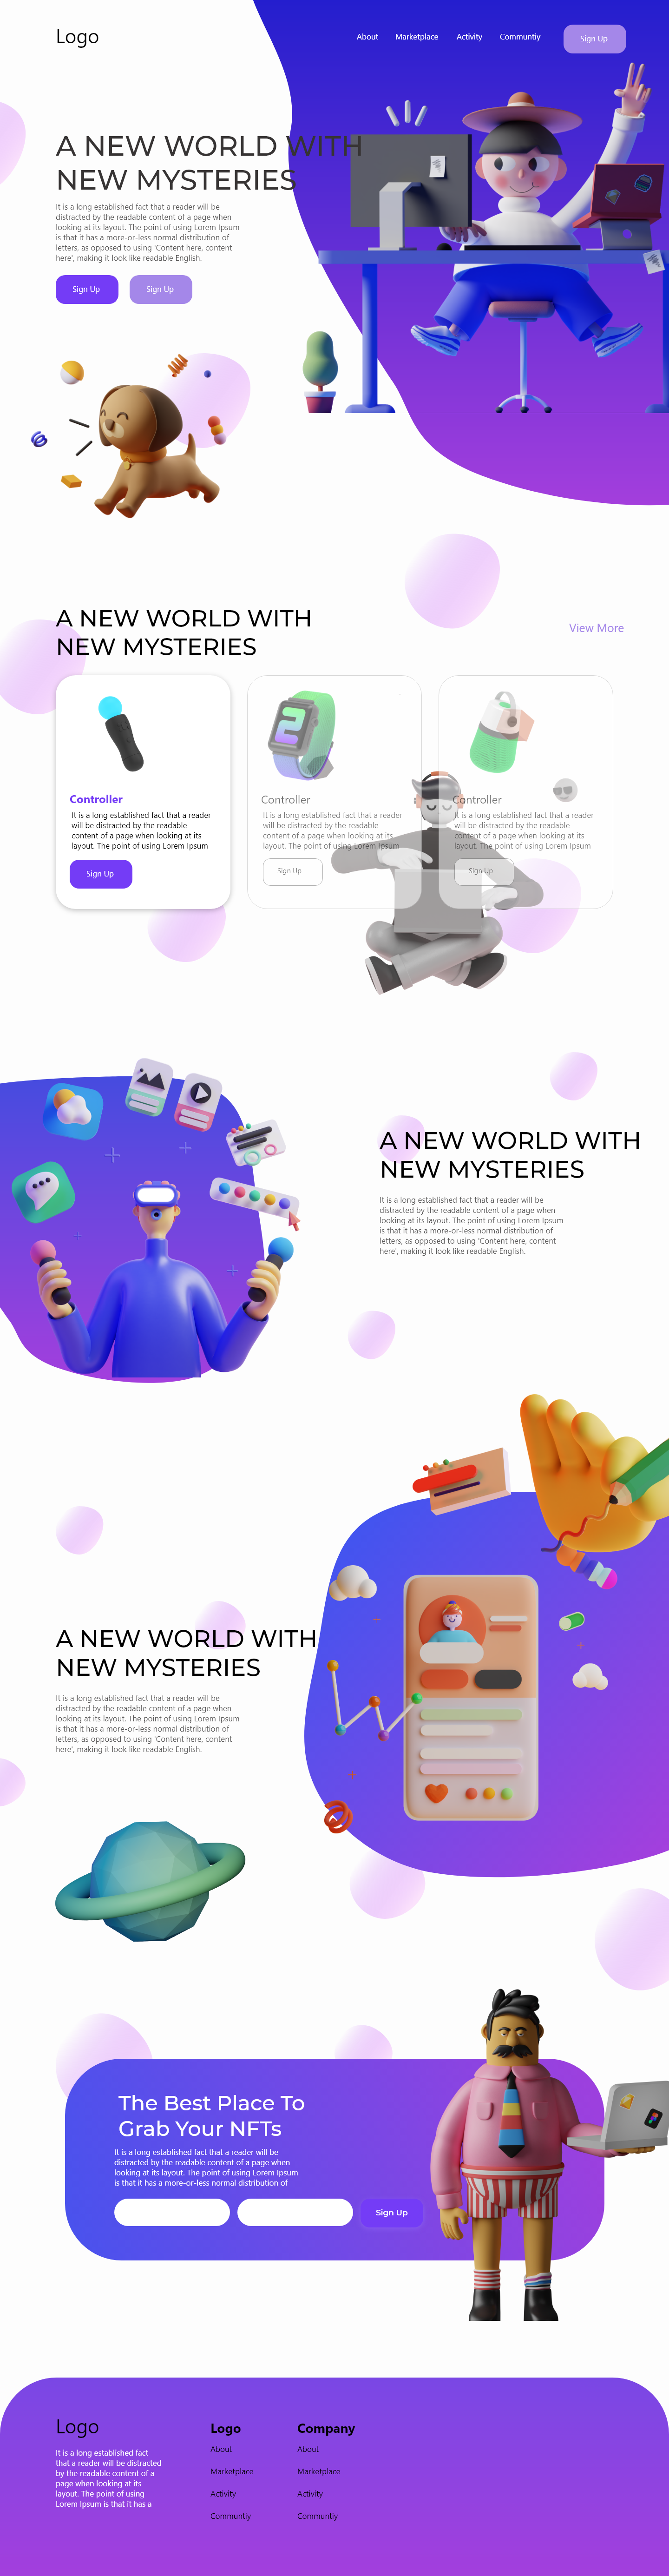 Logo
About
Marketplace
Activity
Communtiy
Sign Up
A NEW WORLD WITH
NEW MYSTERIES
It is a long established fact that a reader will be
distracted by the readable content of a page when
looking at its layout. The point of using Lorem Ipsum
is that it has a more-or-less normal distribution of
letters, as opposed to using 'Content here, content
here', making it look like readable English.
Sign Up
Sign Up
A NEW WORLD WITH
NEW MYSTERIES
View More
Controller
It is a long established fact that a reader
will be distracted by the readable
content of a page when looking at its
layout. The point of using Lorem Ipsum
Sign Up
Controller
It is a long established fact that a reader
will be distracted by the readable
content of a page when looking at its
layout. The point of using Lorem Ipsum
Sign Up
Controller
It is a long established fact that a reader
will be distracted by the readable
content of a page when looking at its
layout. The point of using Lorem Ipsum
Sign Up
A NEW WORLD WITH
NEW MYSTERIES
It is a long established fact that a reader will be
distracted by the readable content of a page when
looking at its layout. The point of using Lorem Ipsum
is that it has a more-or-less normal distribution of
letters, as opposed to using 'Content here, content
here', making it look like readable English.
A NEW WORLD WITH
NEW MYSTERIES
It is a long established fact that a reader will be
distracted by the readable content of a page when
looking at its layout. The point of using Lorem Ipsum
is that it has a more-or-less normal distribution of
letters, as opposed to using 'Content here, content
here', making it look like readable English.
The Best Place To
Grab Your NFTs
It is a long established fact that a reader will be
distracted by the readable content of a page when
looking at its layout. The point of using Lorem Ipsum
is that it has a more-or-less normal distribution of
Sign Up
Logo
It is a long established fact
that a reader will be distracted
by the readable content of a
page when looking at its
layout. The point of using
Lorem Ipsum is that it has a
Logo
About
Marketplace
Activity
Communtiy
Company
About
Marketplace
Activity
Communtiy